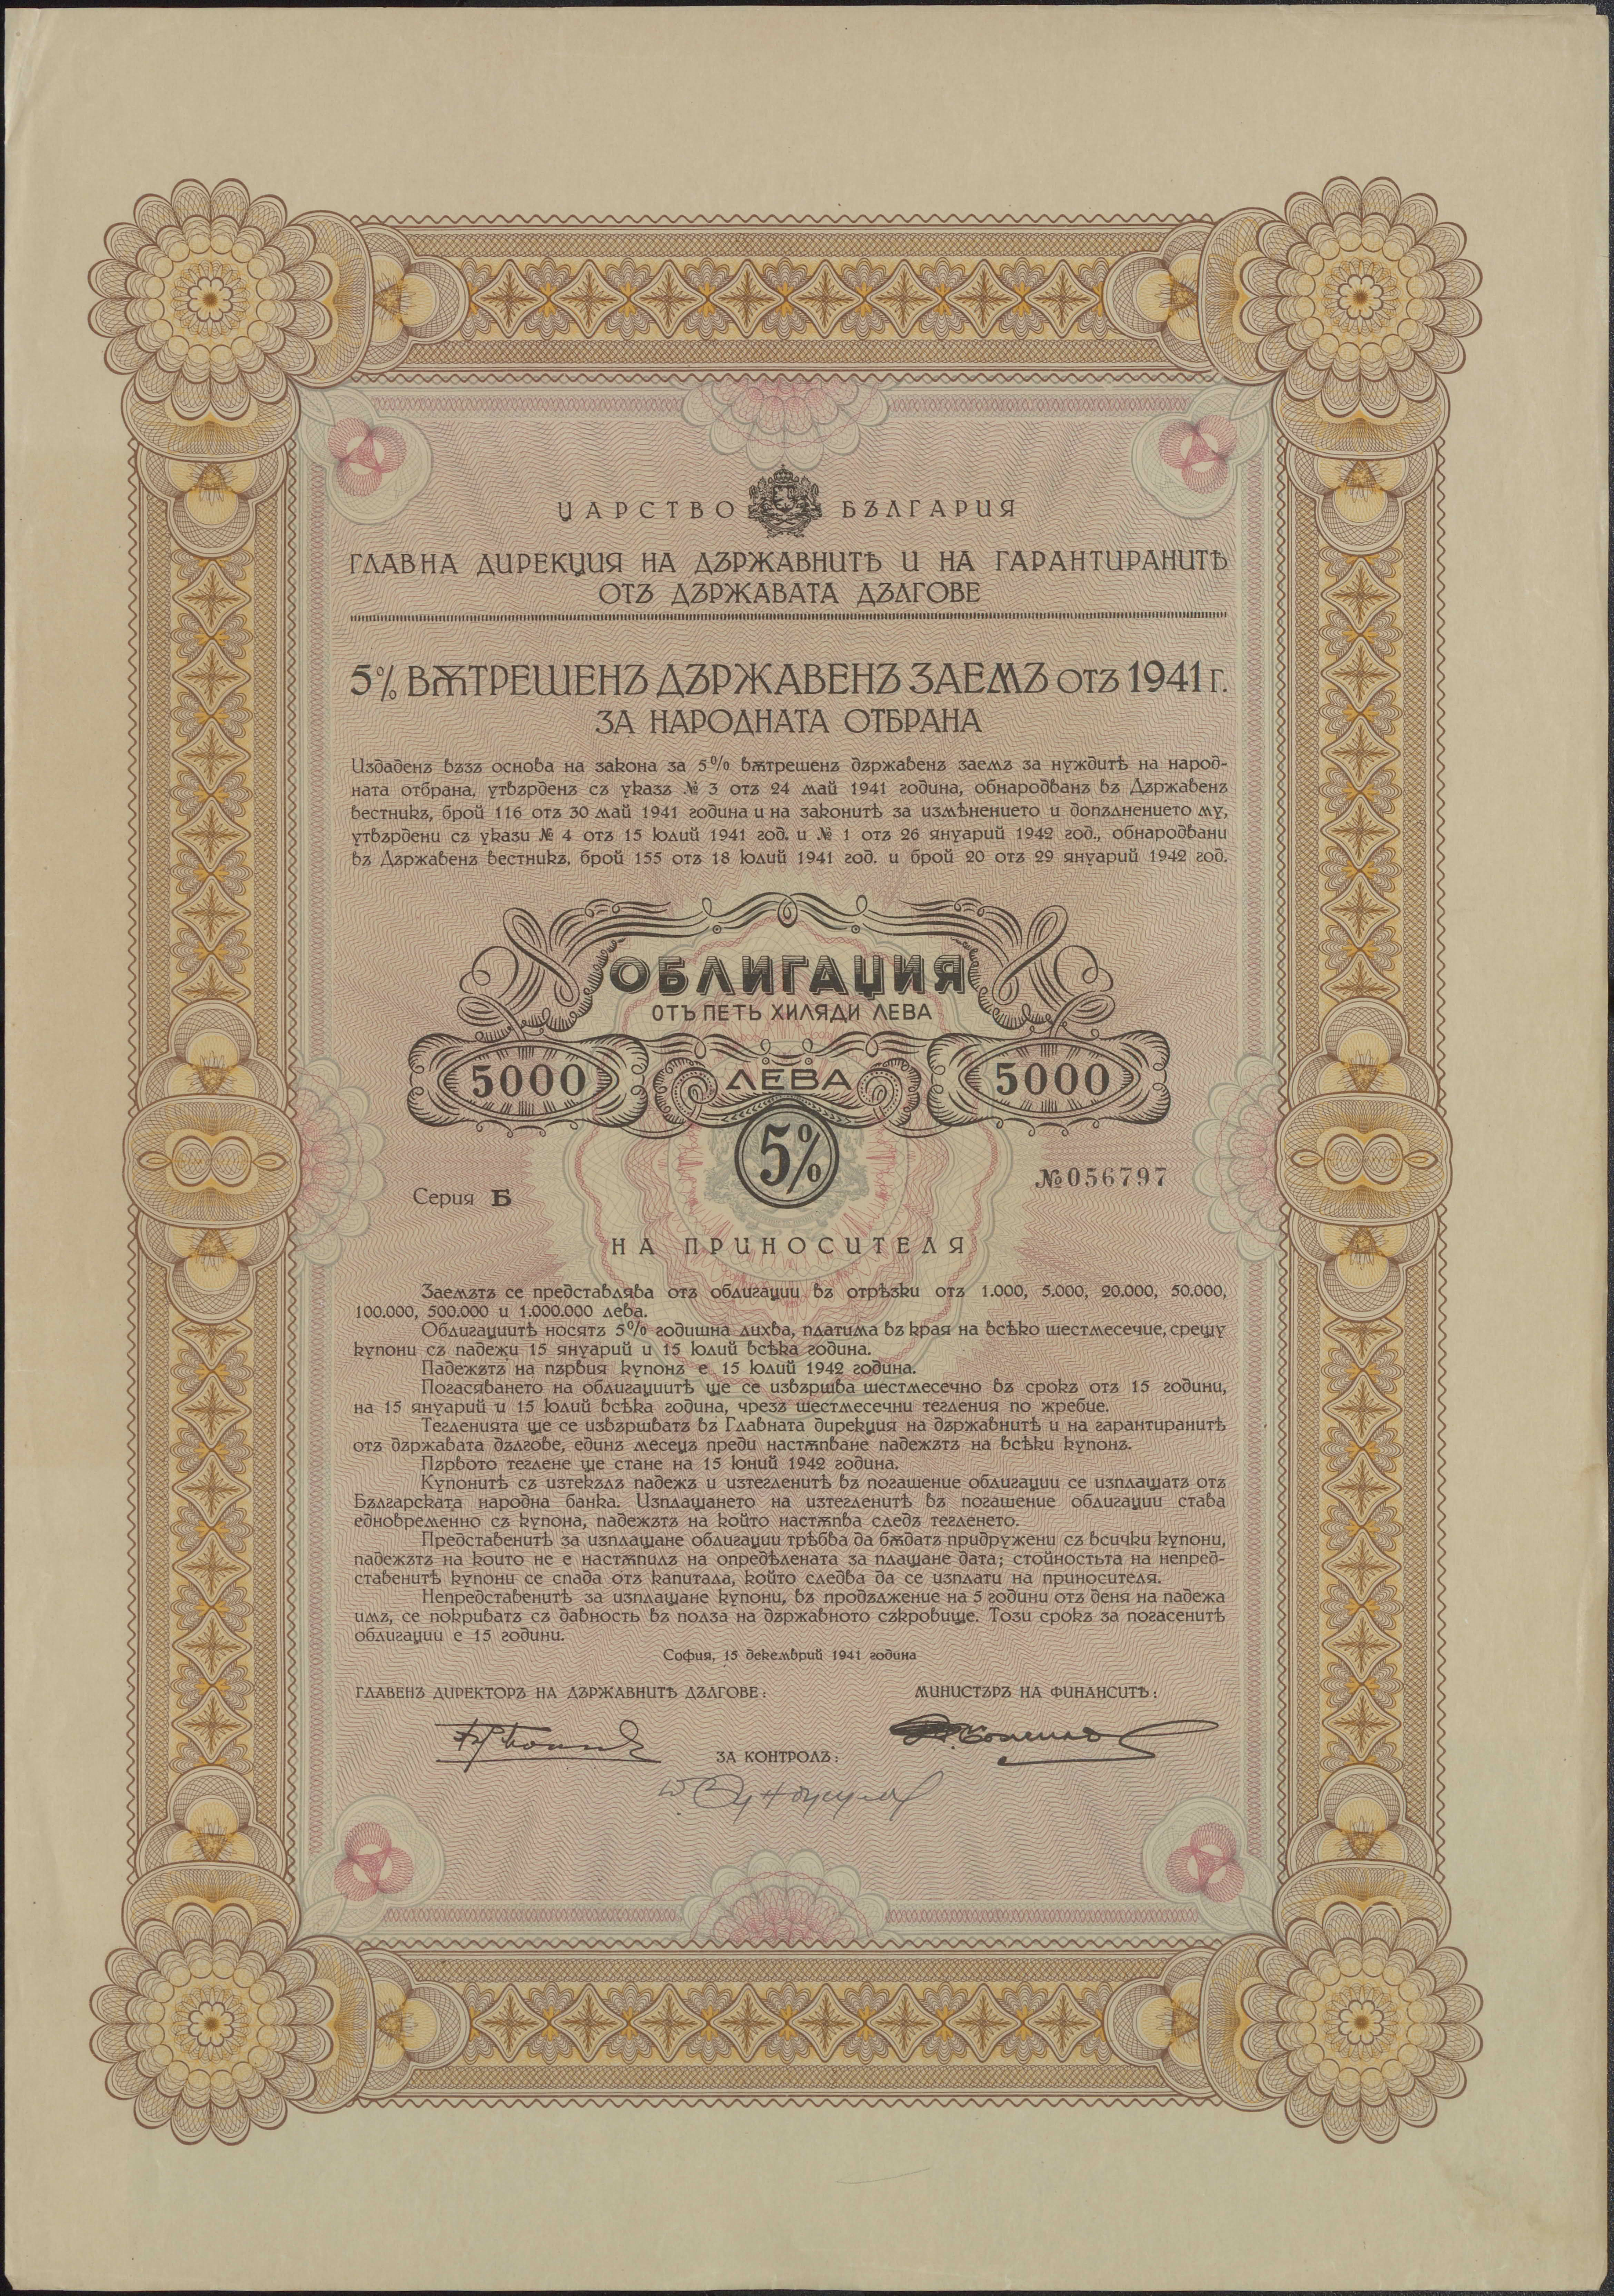 ЦАРСТВО БЪЛГАРИЯ
ГЛАВНА ДИРЕКЦИЯ НА ДЪРЖАВНИТѢ И НА ГАРАНТИРАНИТѢ
ОТЪ ДЪРЖАВАТА ДЪЛГОВЕ
5% ВѪТРЕШЕНЪ ДЪРЖАВЕНЪ ЗАЕМЪ отъ 1941 г.
ЗА НАРОДНАТА ОТБРАНА
Издаденъ възъ основа на закона за 5% вѫтрешенъ държавенъ заемъ за нуждитѣ на народ-
ната отбрана, утвърденъ съ указъ № 3 отъ 24 май 1941 година, обнародванъ въ Държавенъ
вестникъ, брой 116 отъ 30 май 1941 година и на законитѣ за измѣнението и допълнението му,
утвърдени съ укази № 4 отъ 15 юлий 1941 год. и № 1 отъ 26 януарий 1942 год., обнародвани
въ Държавенъ вестникъ, брой 155 отъ 18 юлий 1941 год. и брой 20 отъ 29 януарий 1942 год.
ОБЛИГАЦИЯ
ОТЪ ПЕТЬ ХИЛЯДИ ЛЕВА
5000 ЛЕВА 5000
5%
Серия Б
№056797
НА ПРИНОСИТЕЛЯ
Заемътъ се представлява отъ облигации въ отрѣзки отъ 1.000, 5.000, 20.000, 50.000,
100.000, 500.000 и 1.000.000 лева.
Облигациитѣ носятъ 5% годишна лихва, платима въ края на всѣко шестмесечие, срещу
купони съ падежи 15 януарий и 15 юлий всѣка година.
Падежътъ на първия купонъ е 15 юлий 1942 година.
Погасяването на облигациитѣ ще се извършва шестмесечно въ срокъ отъ 15 години,
на 15 януарий и 15 юлий всѣка година, чрезъ шестмесечни тегления по жребие.
Тегленията ще се извършватъ въ Главната дирекция на държавнитѣ и на гарантиранитѣ
отъ държавата дългове, единъ месецъ преди настѫпване падежътъ на всѣки купонъ.
Първото теглене ще стане на 15 юний 1942 година.
Купонитѣ съ изтекълъ падежъ и изтегленитѣ въ погашение облигации се изплащатъ отъ
Българската народна банка. Изплащането на изтегленитѣ въ погашение облигации става
едновременно съ купона, падежътъ на който настѫпва следъ тегленето.
Представенитѣ за изплащане облигации трѣбва да бѫдатъ придружени съ всички купони,
падежътъ на които не е настѫпилъ на опредѣлената за плащане дата; стойностьта на непред-
ставенитѣ купони се спада отъ капитала, който следва да се изплати на приносителя.
Непредставенитѣ за изплащане купони, въ продължение на 5 години отъ деня на падежа
имъ, се покриватъ съ давность въ полза на държавното съкровище. Този срокъ за погасенитѣ
облигации е 15 години.
София, 15 декемврий 1941 година
ГЛАВЕНЪ ДИРЕКТОРЪ НА ДЪРЖАВНИТѢ ДЪЛГОВЕ:
МИНИСТЪРЪ НА ФИНАНСИТѢ:
ЗА КОНТРОЛЪ: